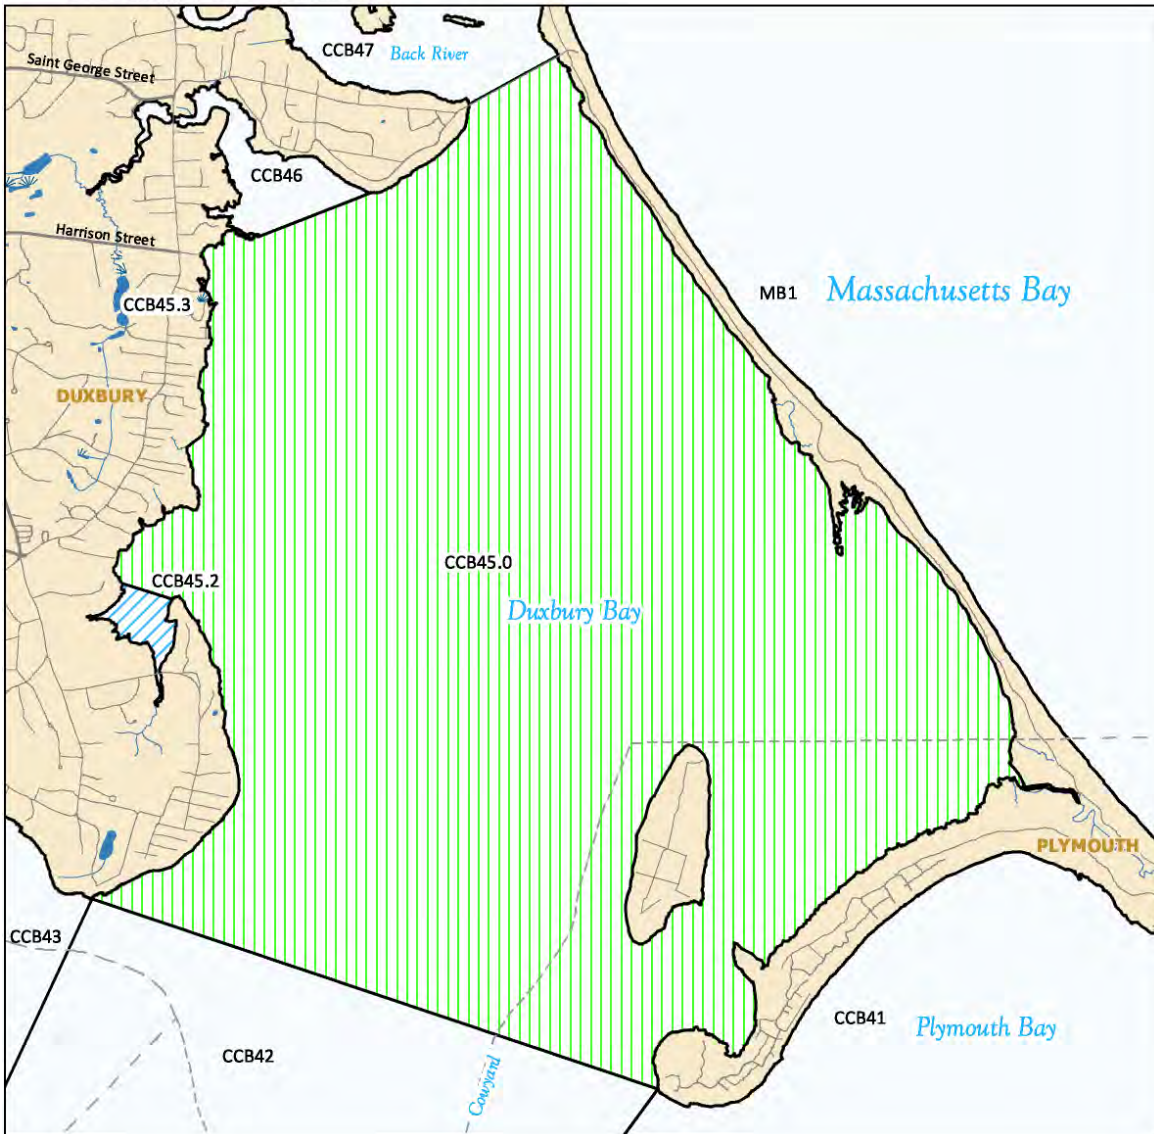 CCB47
Back River
Saint George Street
CCB46
Harrison Street
MB1
Massachusetts Bay
CCB45.3
DUXBURY
CCB45.0
CCB45.2
Duxbury Bay
PLYMOUTH
CCB43
CCB41
Plymouth Bay
CCB42
Cowyard